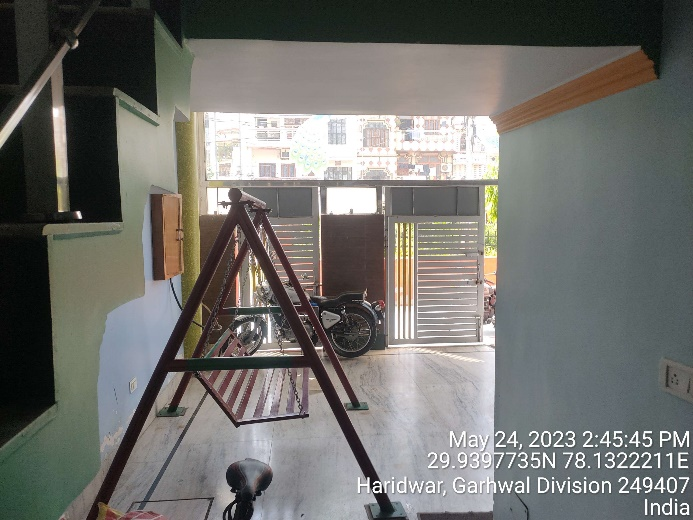 May 24, 2023 2:45:45 PM
29.9397735N 78.1322211E
Haridwar, Garhwal Division 249407
India